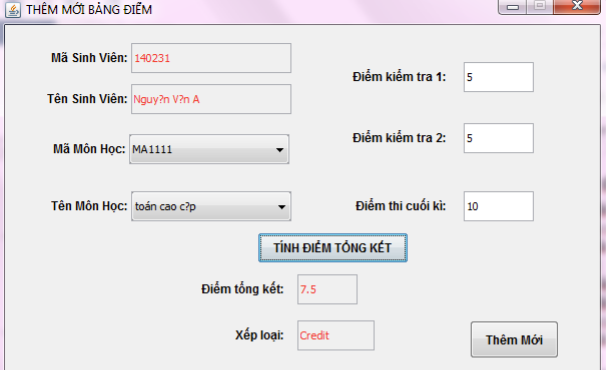 THÊM MỚI BẢNG ĐIỂM
Mã Sinh Viên: 140231
Tên Sinh Viên: Nguy?n V?n A
Mã Môn Học: MA1111
Tên Môn Học: toán cao c?p
Điểm kiểm tra 1: 5
Điểm kiểm tra 2: 5
Điểm thi cuối kì: 10
TÍNH ĐIỂM TỔNG KẾT
Điểm tổng kết: 7.5
Xếp loại: Credit
Thêm Mới